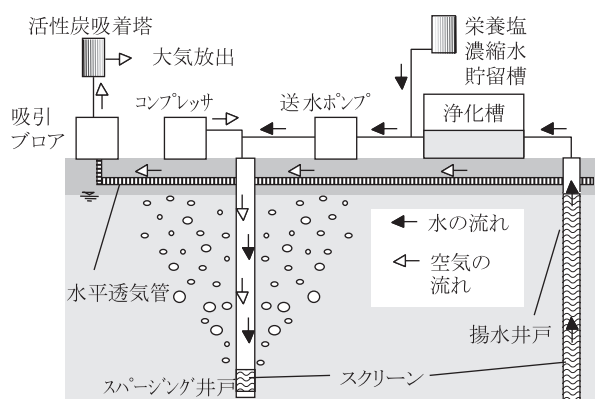 活性炭吸着塔
大気放出
栄養塩
濃縮水
貯留槽
吸引
ブロア
コンプレッサ
送水ポンプ
浄化槽
水の流れ
空気の
流れ
水平透気管
揚水井戸
スパージング井戸
スクリーン